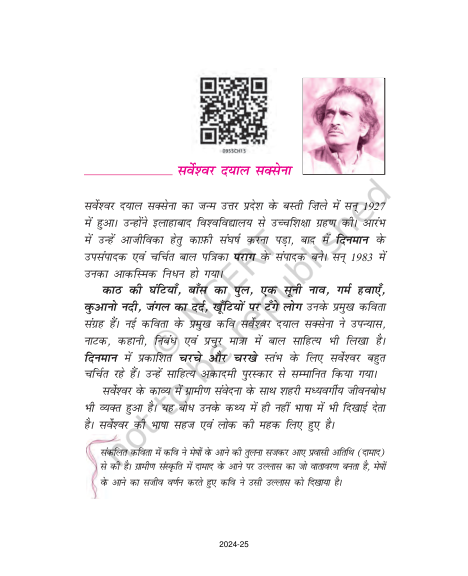 0955CH15
सर्वेश्वर दयाल सक्सेना
सर्वेश्वर दयाल सक्सेना का जन्म उत्तर प्रदेश के बस्ती ज़िले में सन् 1927
में हुआ। उन्होंने इलाहाबाद विश्वविद्यालय से उच्चशिक्षा ग्रहण की। आरंभ
में उन्हें आजीविका हेतु काफ़ी संघर्ष करना पड़ा, बाद में दिनमान के
उपसंपादक एवं चर्चित बाल पत्रिका पराग के संपादक बने। सन् 1983 में
उनका आकस्मिक निधन हो गया।
काठ की घंटियाँ, बाँस का पुल, एक सूनी नाव, गर्म हवाएँ,
कुआनो नदी, जंगल का दर्द, खूँटियों पर टँगे लोग उनके प्रमुख कविता
संग्रह हैं। नई कविता के प्रमुख कवि सर्वेश्वर दयाल सक्सेना ने उपन्यास,
नाटक, कहानी, निबंध एवं प्रचुर मात्रा में बाल साहित्य भी लिखा है।
दिनमान में प्रकाशित चरचे और चरखे स्तंभ के लिए सर्वेश्वर बहुत
चर्चित रहे हैं। उन्हें साहित्य अकादमी पुरस्कार से सम्मानित किया गया।
सर्वेश्वर के काव्य में ग्रामीण संवेदना के साथ शहरी मध्यवर्गीय जीवनबोध
भी व्यक्त हुआ है। यह बोध उनके कथ्य में ही नहीं भाषा में भी दिखाई देता
है। सर्वेश्वर की भाषा सहज एवं लोक की महक लिए हुए है।
संकलित कविता में कवि ने मेघों के आने की तुलना सजकर आए प्रवासी अतिथि (दामाद)
से की है। ग्रामीण संस्कृति में दामाद के आने पर उल्लास का जो वातावरण बनता है, मेघों
के आने का सजीव वर्णन करते हुए कवि ने उसी उल्लास को दिखाया है।
© NCERT
not to be republished
2024-25